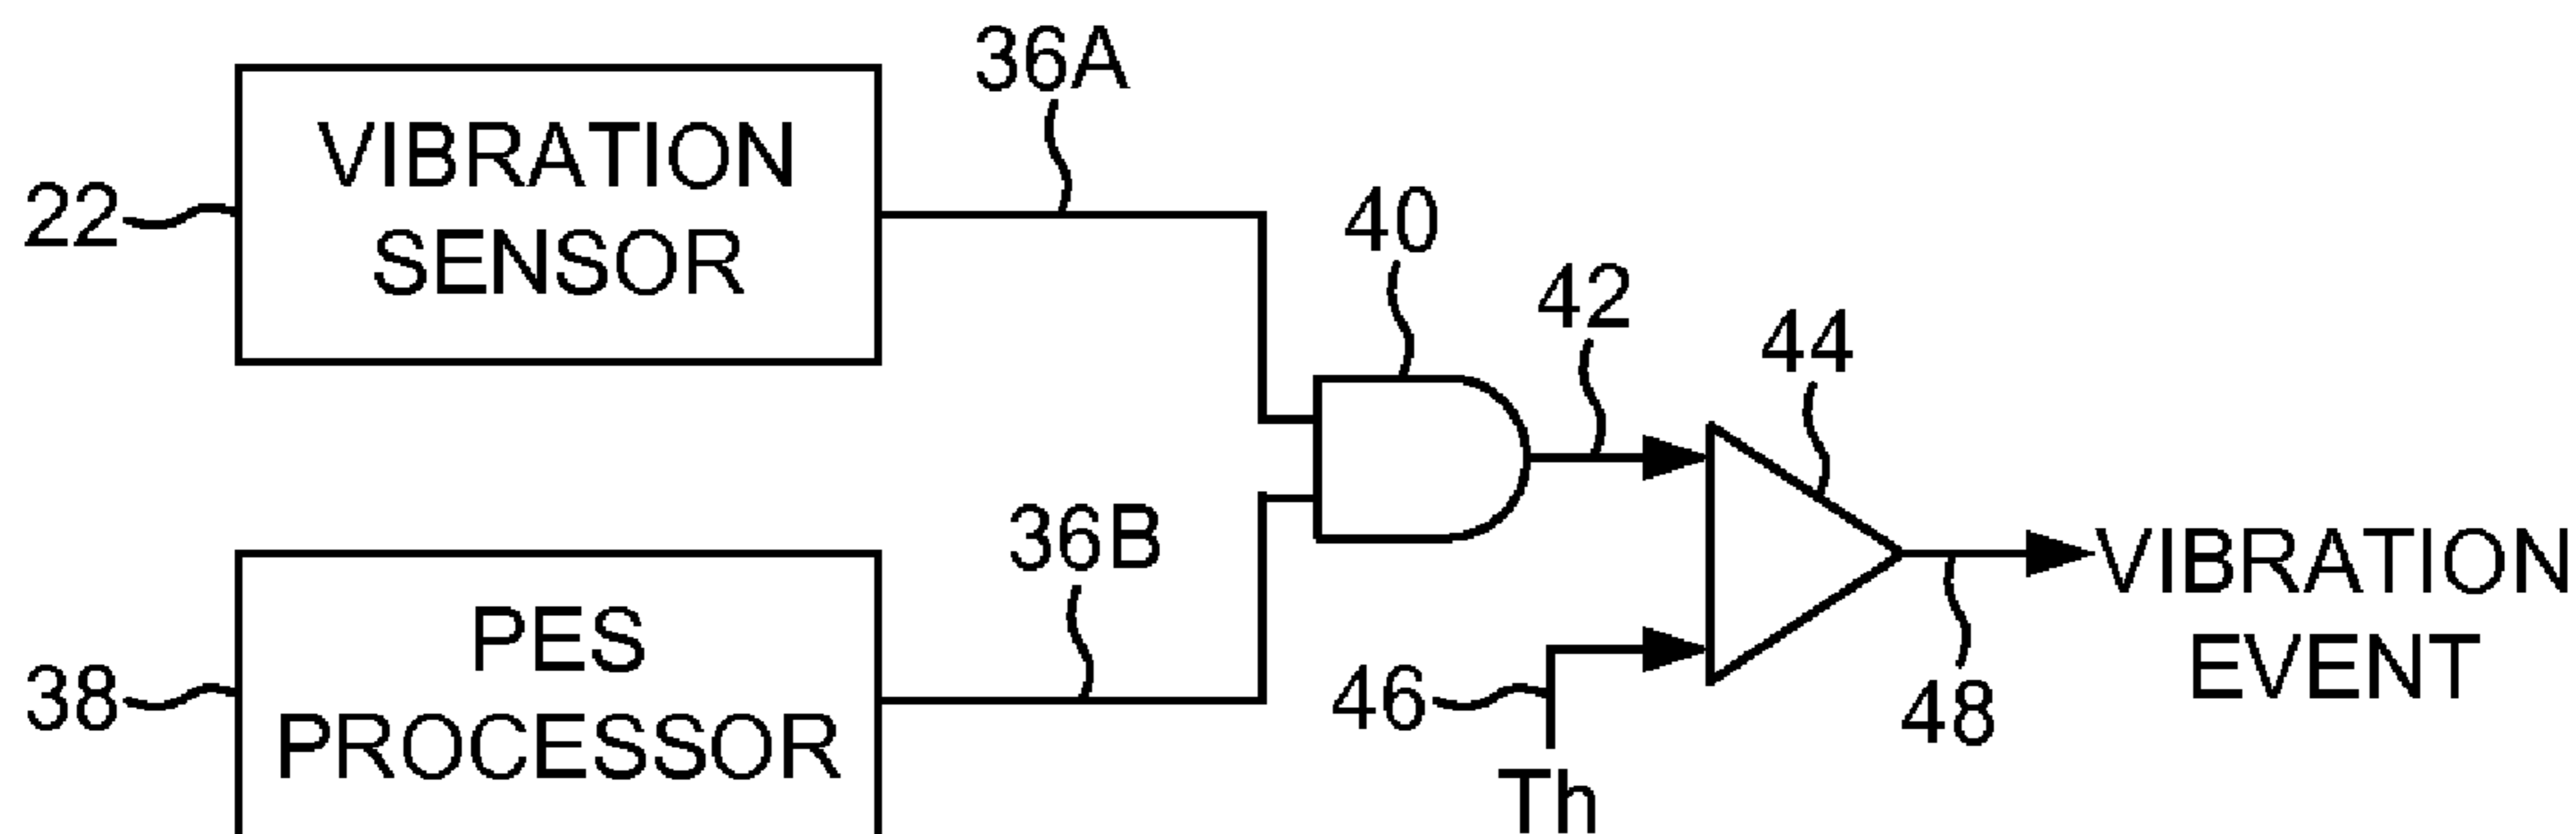 36A
VIBRATION
SENSOR
22
40
42
44
36B
VIBRATION
EVENT
PES
PROCESSOR
38
46
48
Th